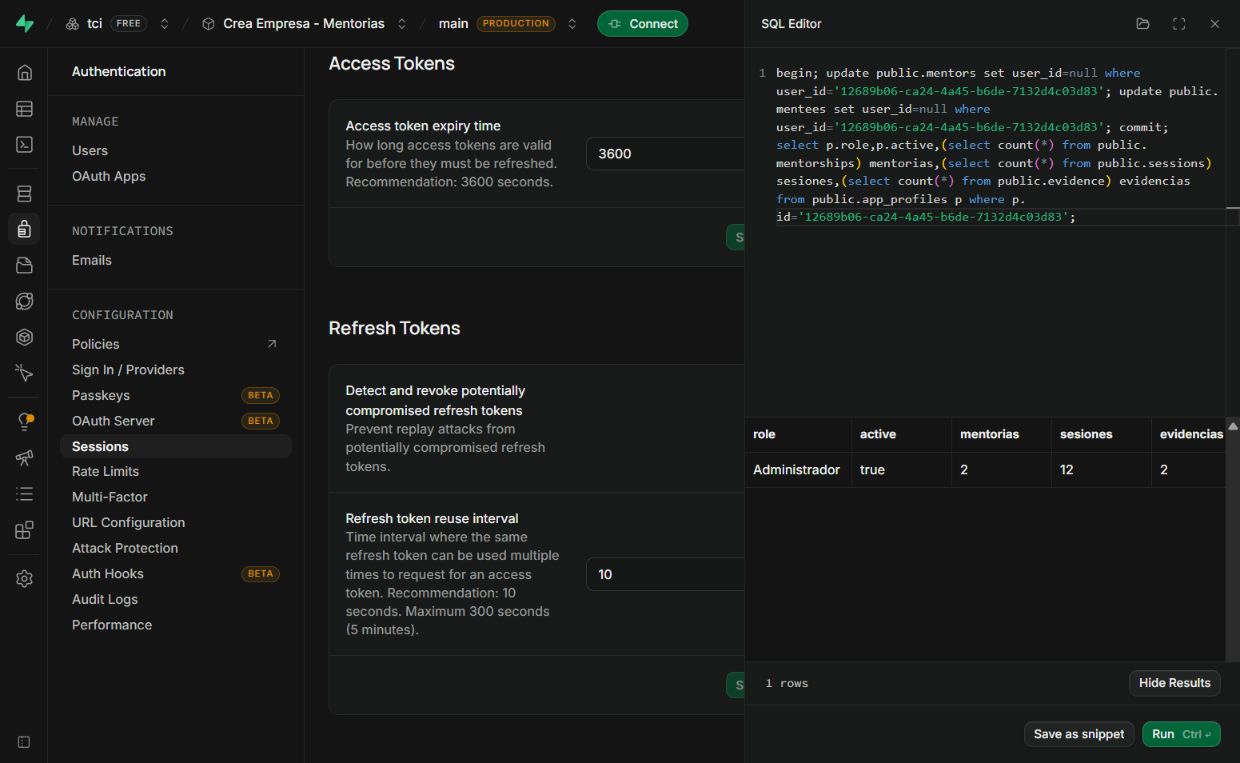 tci FREE / Crea Empresa - Mentorias / main PRODUCTION Connect
SQL Editor
Authentication
MANAGE
Users
OAuth Apps
NOTIFICATIONS
Emails
CONFIGURATION
Policies
Sign In / Providers
Passkeys BETA
OAuth Server BETA
Sessions
Rate Limits
Multi-Factor
URL Configuration
Attack Protection
Auth Hooks BETA
Audit Logs
Performance
Access Tokens
Access token expiry time
How long access tokens are valid
for before they must be refreshed.
Recommendation: 3600 seconds.
3600
S
Refresh Tokens
Detect and revoke potentially
compromised refresh tokens
Prevent replay attacks from
potentially compromised refresh
tokens.
Refresh token reuse interval
Time interval where the same
refresh token can be used multiple
times to request for an access
token. Recommendation: 10
seconds. Maximum 300 seconds
(5 minutes).
10
S
1 begin; update public.mentors set user_id=null where
user_id='12689b06-ca24-4a45-b6de-7132d4c03d83'; update public.
mentees set user_id=null where
user_id='12689b06-ca24-4a45-b6de-7132d4c03d83'; commit;
select p.role,p.active,(select count(*) from public.
mentorships) mentorias,(select count(*) from public.sessions)
sesiones,(select count(*) from public.evidence) evidencias
from public.app_profiles p where p.
id='12689b06-ca24-4a45-b6de-7132d4c03d83';
role active mentorias sesiones evidencias
Administrador true 2 12 2
1 rows
Hide Results
Save as snippet
Run Ctrl ↵